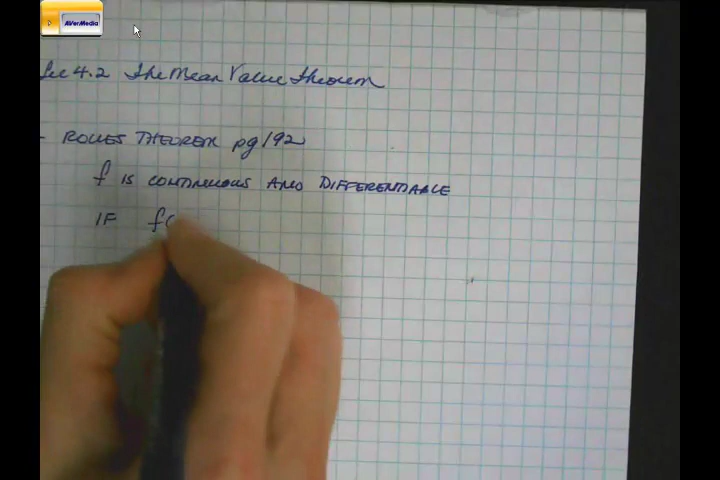 AVerMedia
Sec 4.2 The Mean Value Theorem
- ROLLES THEOREM pg 192
f IS CONTINUOUS AND DIFFERENTIABLE
IF f(